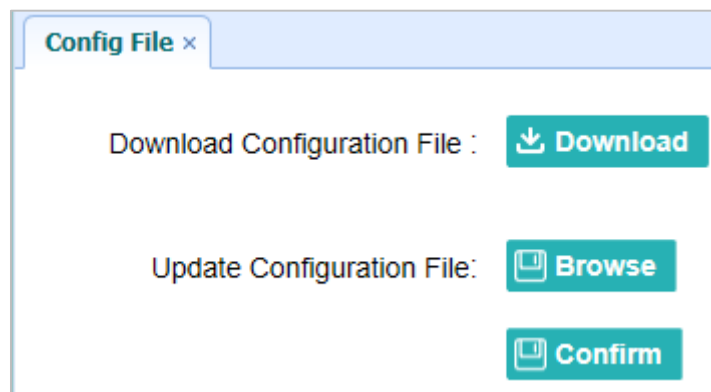 Config File ×
Download Configuration File : Download
Update Configuration File: Browse
Confirm